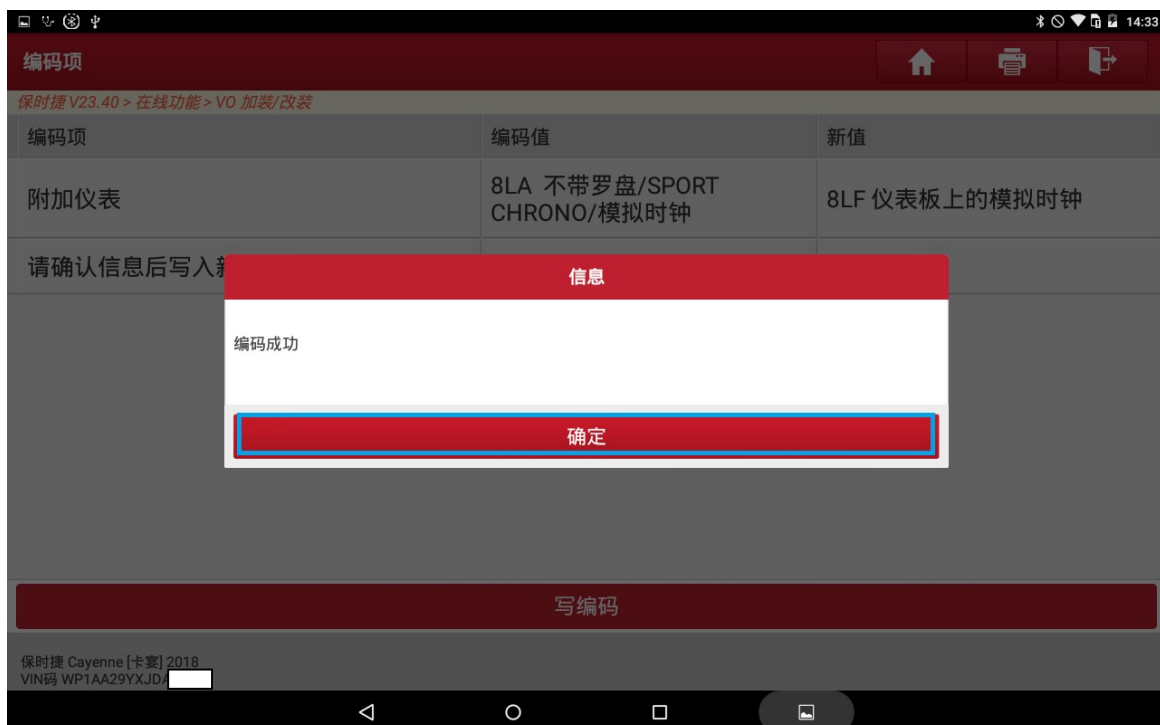 14:33
编码项
保时捷 V23.40 > 在线功能 > VO 加装/改装
编码项 编码值 新值
附加仪表 8LA 不带罗盘/SPORT CHRONO/模拟时钟 8LF 仪表板上的模拟时钟
请确认信息后写入
信息
编码成功
确定
写编码
保时捷 Cayenne [卡宴] 2018
VIN码 WP1AA29YXJDA